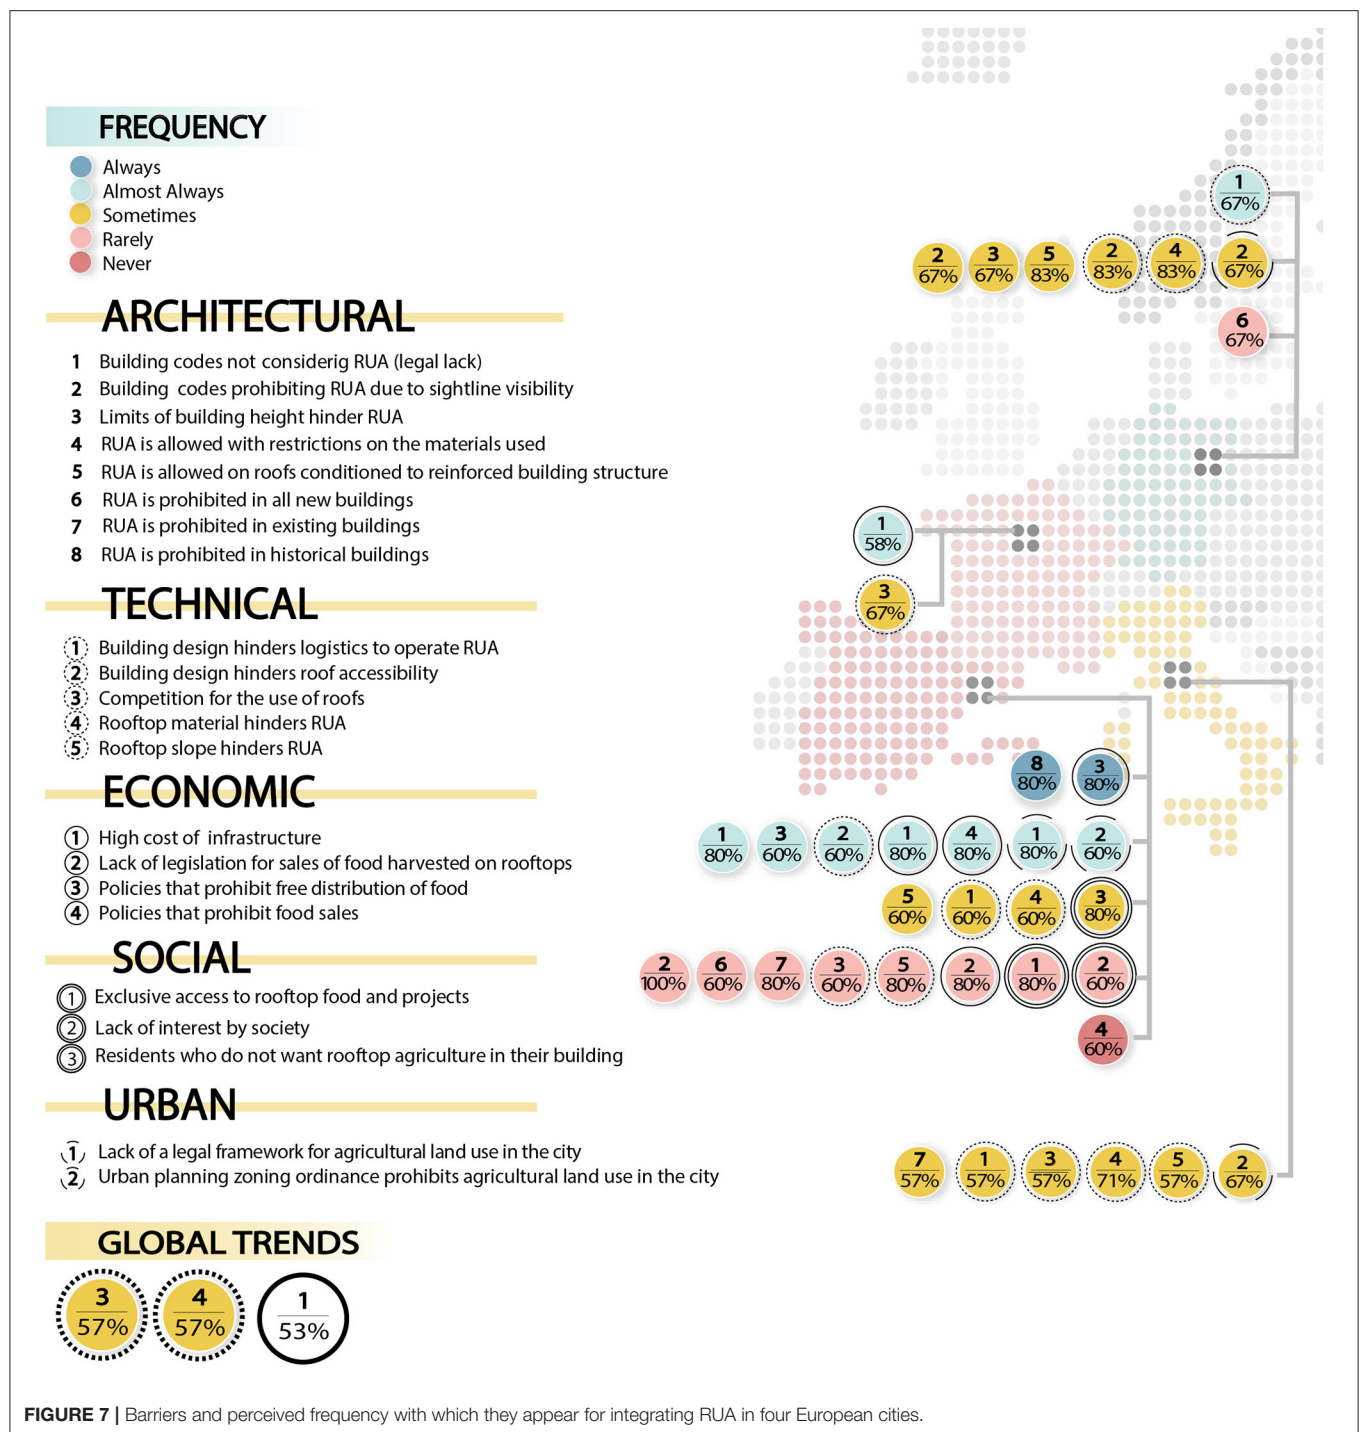 FREQUENCY
Always
Almost Always
Sometimes
Rarely
Never
ARCHITECTURAL
1 Building codes not considerig RUA (legal lack)
2 Building codes prohibiting RUA due to sightline visibility
3 Limits of building height hinder RUA
4 RUA is allowed with restrictions on the materials used
5 RUA is allowed on roofs conditioned to reinforced building structure
6 RUA is prohibited in all new buildings
7 RUA is prohibited in existing buildings
8 RUA is prohibited in historical buildings
TECHNICAL
1 Building design hinders logistics to operate RUA
2 Building design hinders roof accessibility
3 Competition for the use of roofs
4 Rooftop material hinders RUA
5 Rooftop slope hinders RUA
ECONOMIC
1 High cost of infrastructure
2 Lack of legislation for sales of food harvested on rooftops
3 Policies that prohibit free distribution of food
4 Policies that prohibit food sales
SOCIAL
1 Exclusive access to rooftop food and projects
2 Lack of interest by society
3 Residents who do not want rooftop agriculture in their building
URBAN
1 Lack of a legal framework for agricultural land use in the city
2 Urban planning zoning ordinance prohibits agricultural land use in the city
GLOBAL TRENDS
3 4 1
57% 57% 53%
1
67%
2 3 5 2 4 2
67% 67% 83% 83% 83% 67%
6
67%
1
58%
3
67%
8 3
80% 80%
1 3 2 1 4 1 2
80% 60% 60% 80% 80% 80% 60%
5 1 4 3
60% 60% 60% 80%
2 6 7 3 5 2 1 2
100% 60% 80% 60% 80% 80% 80% 60%
4
60%
7 1 3 4 5 2
57% 57% 57% 71% 57% 67%
FIGURE 7 | Barriers and perceived frequency with which they appear for integrating RUA in four European cities.